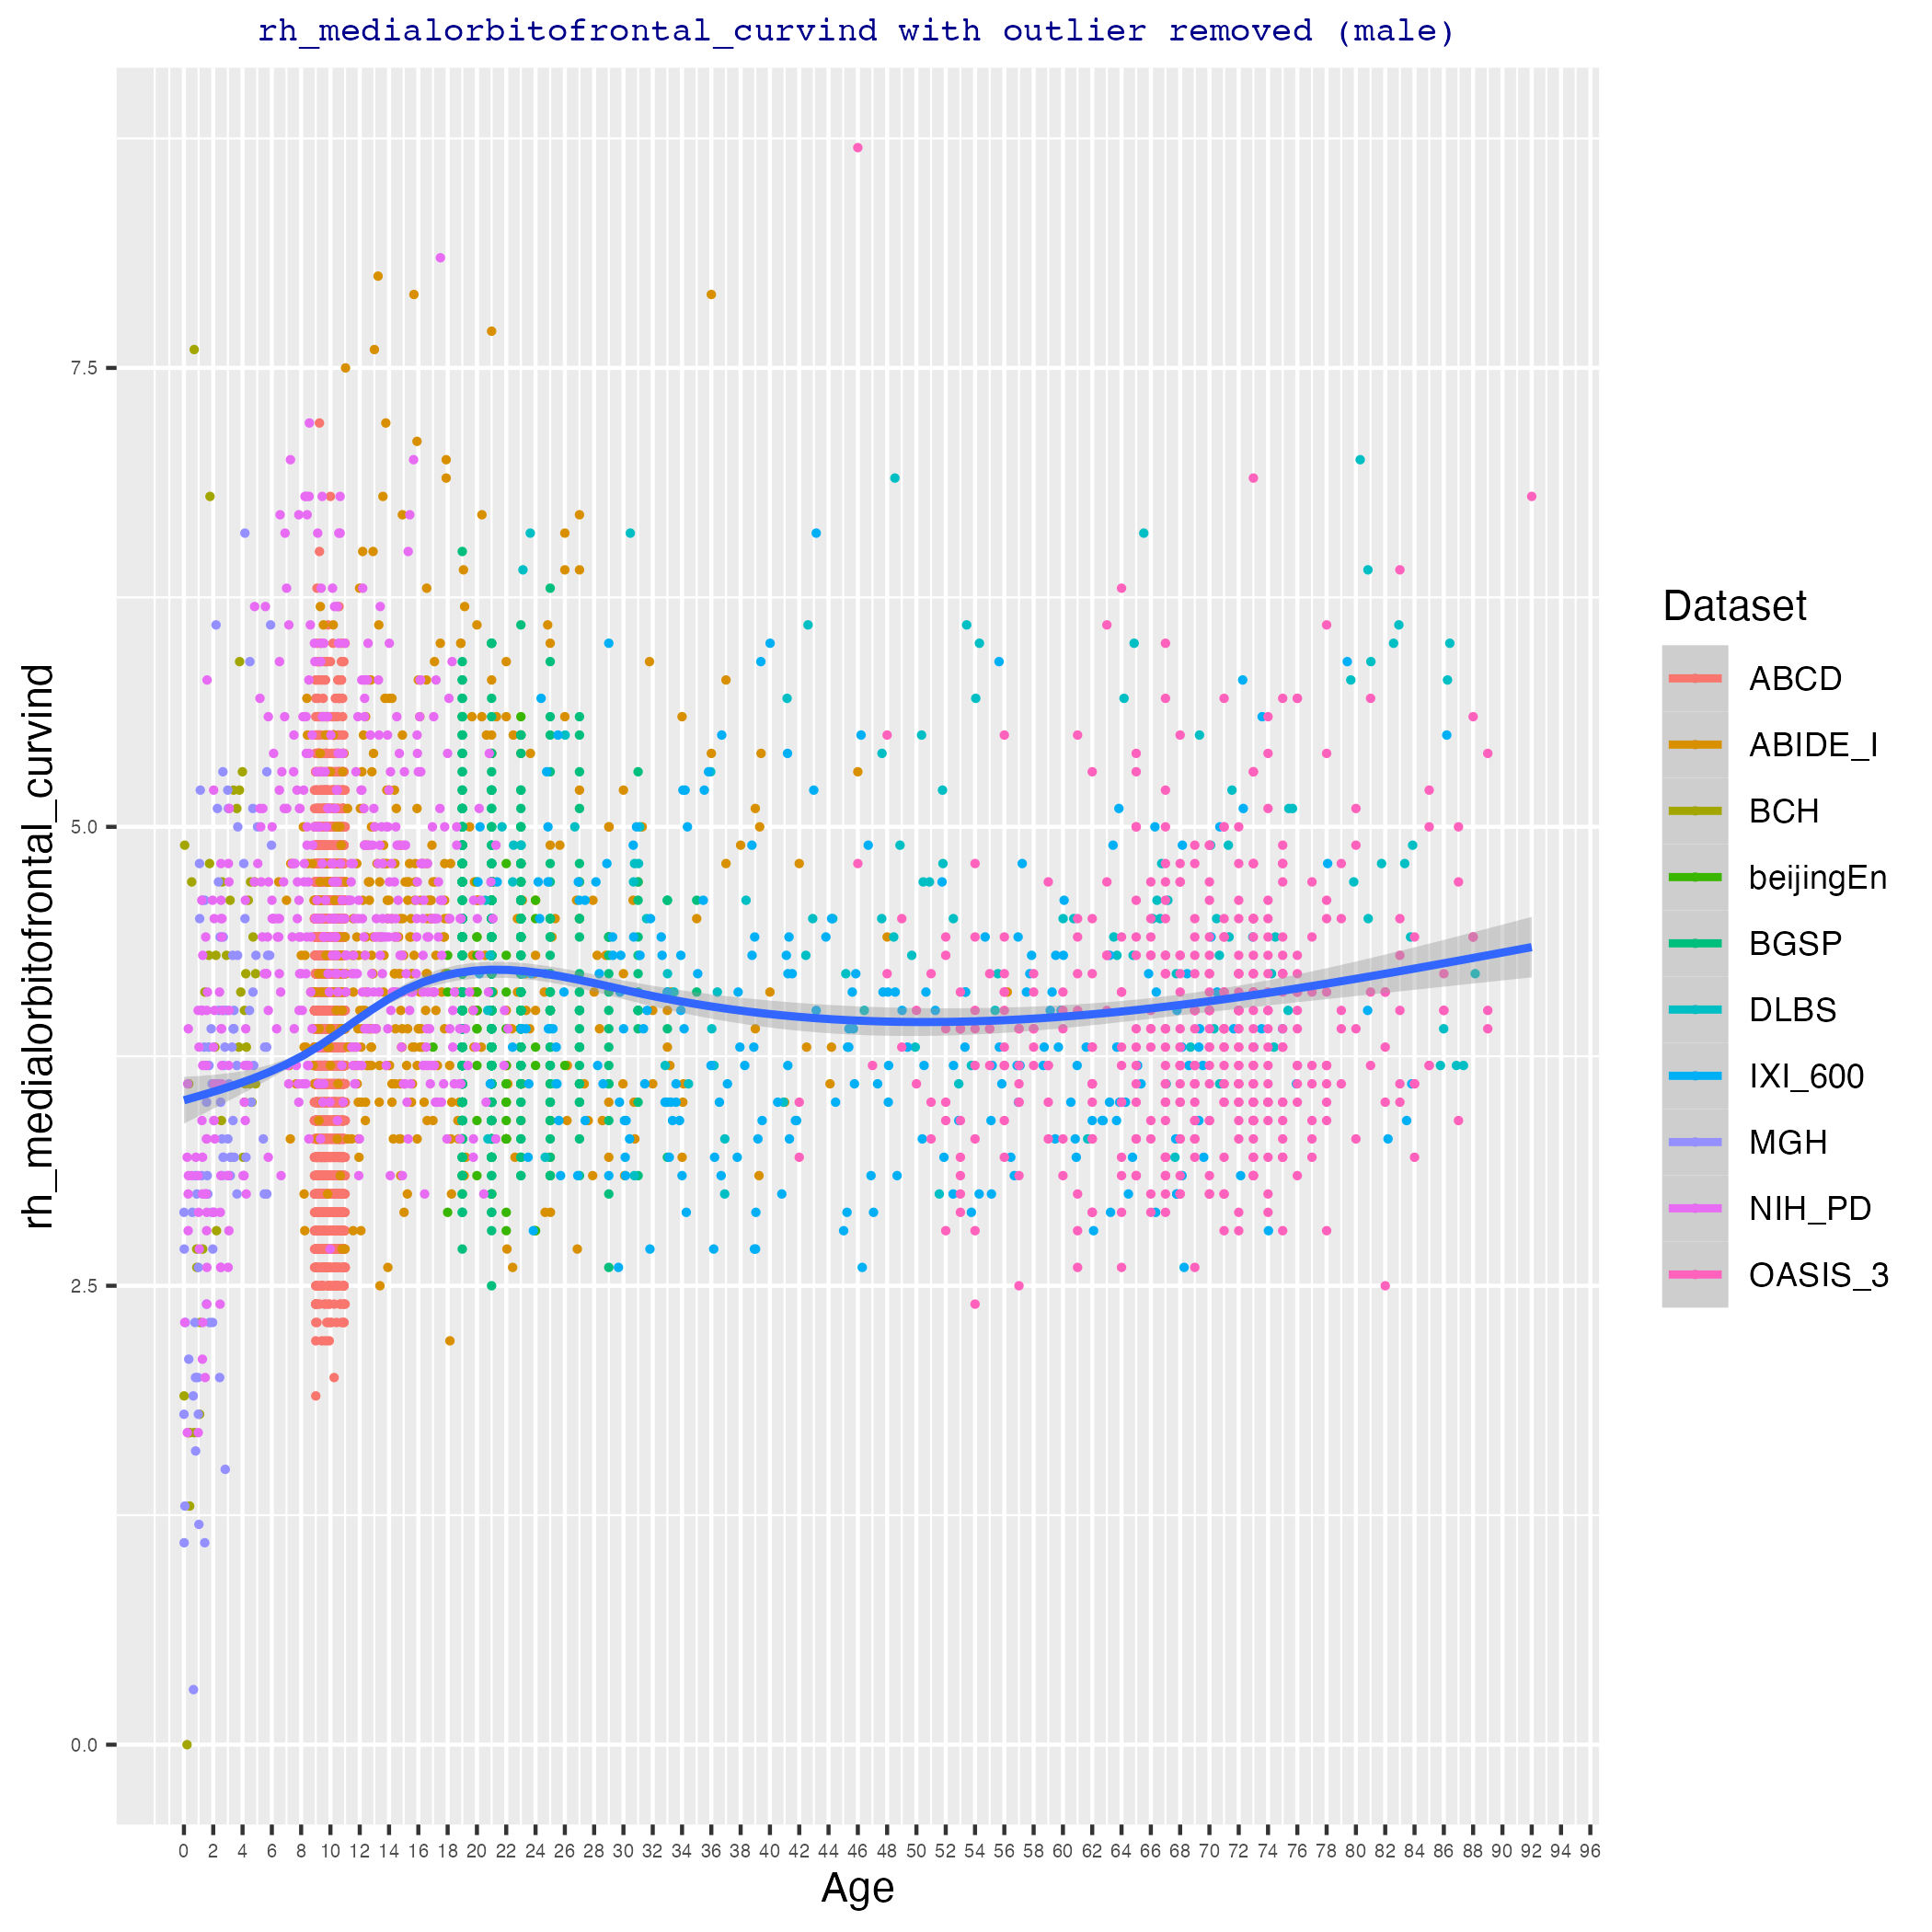 rh_medialorbitofrontal_curvind with outlier removed (male)
rh_medialorbitofrontal_curvind
7.5
5.0
2.5
0.0
0 2 4 6 8 10 12 14 16 18 20 22 24 26 28 30 32 34 36 38 40 42 44 46 48 50 52 54 56 58 60 62 64 66 68 70 72 74 76 78 80 82 84 86 88 90 92 94 96
Age
Dataset
ABCD
ABIDE_I
BCH
beijingEn
BGSP
DLBS
IXI_600
MGH
NIH_PD
OASIS_3